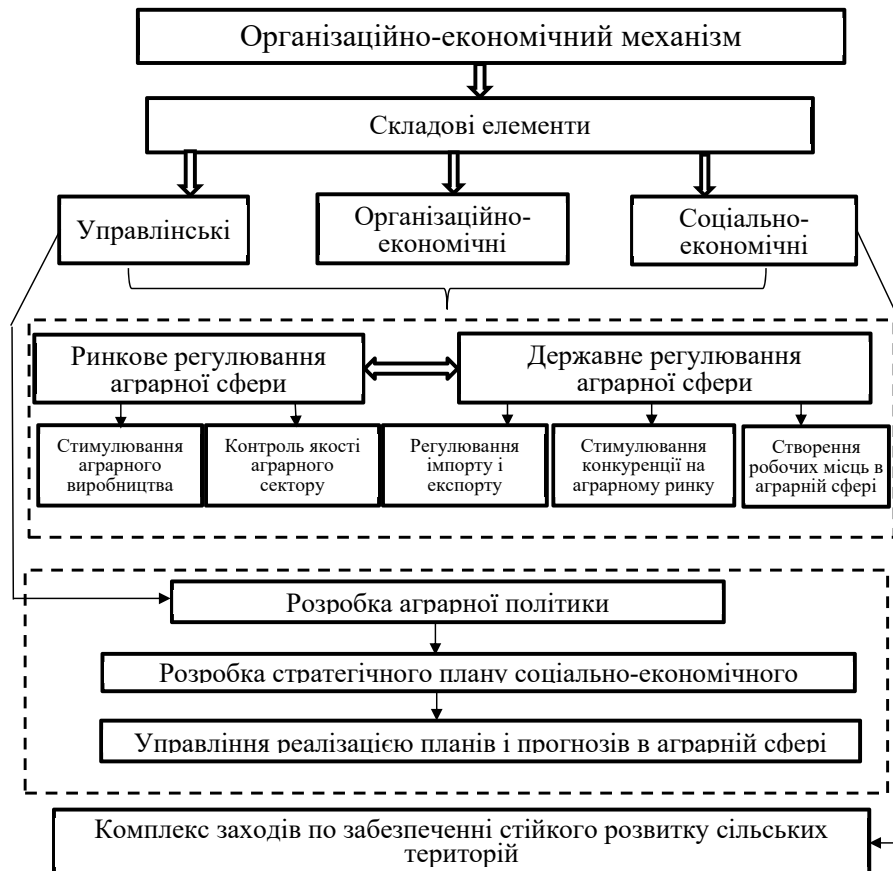 Організаційно-економічний механізм
Складові елементи
Управлінські
Організаційно-
економічні
Соціально-
економічні
Ринкове регулювання
аграрної сфери
Державне регулювання
аграрної сфери
Стимулювання
аграрного
виробництва
Контроль якості
аграрного
сектору
Регулювання
імпорту і
експорту
Стимулювання
конкуренції на
аграрному ринку
Створення
робочих місць в
аграрній сфері
Розробка аграрної політики
Розробка стратегічного плану соціально-економічного
Управління реалізацією планів і прогнозів в аграрній сфері
Комплекс заходів по забезпеченні стійкого розвитку сільських
територій